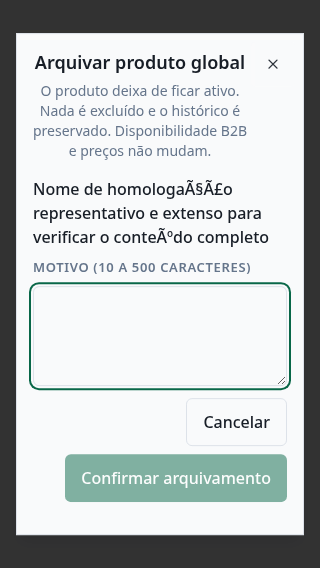 Arquivar produto global
O produto deixa de ficar ativo.
Nada é excluído e o histórico é
preservado. Disponibilidade B2B
e preços não mudam.
Nome de homologaÃ§Ã£o
representativo e extenso para
verificar o conteÃºdo completo
MOTIVO (10 A 500 CARACTERES)
Cancelar
Confirmar arquivamento